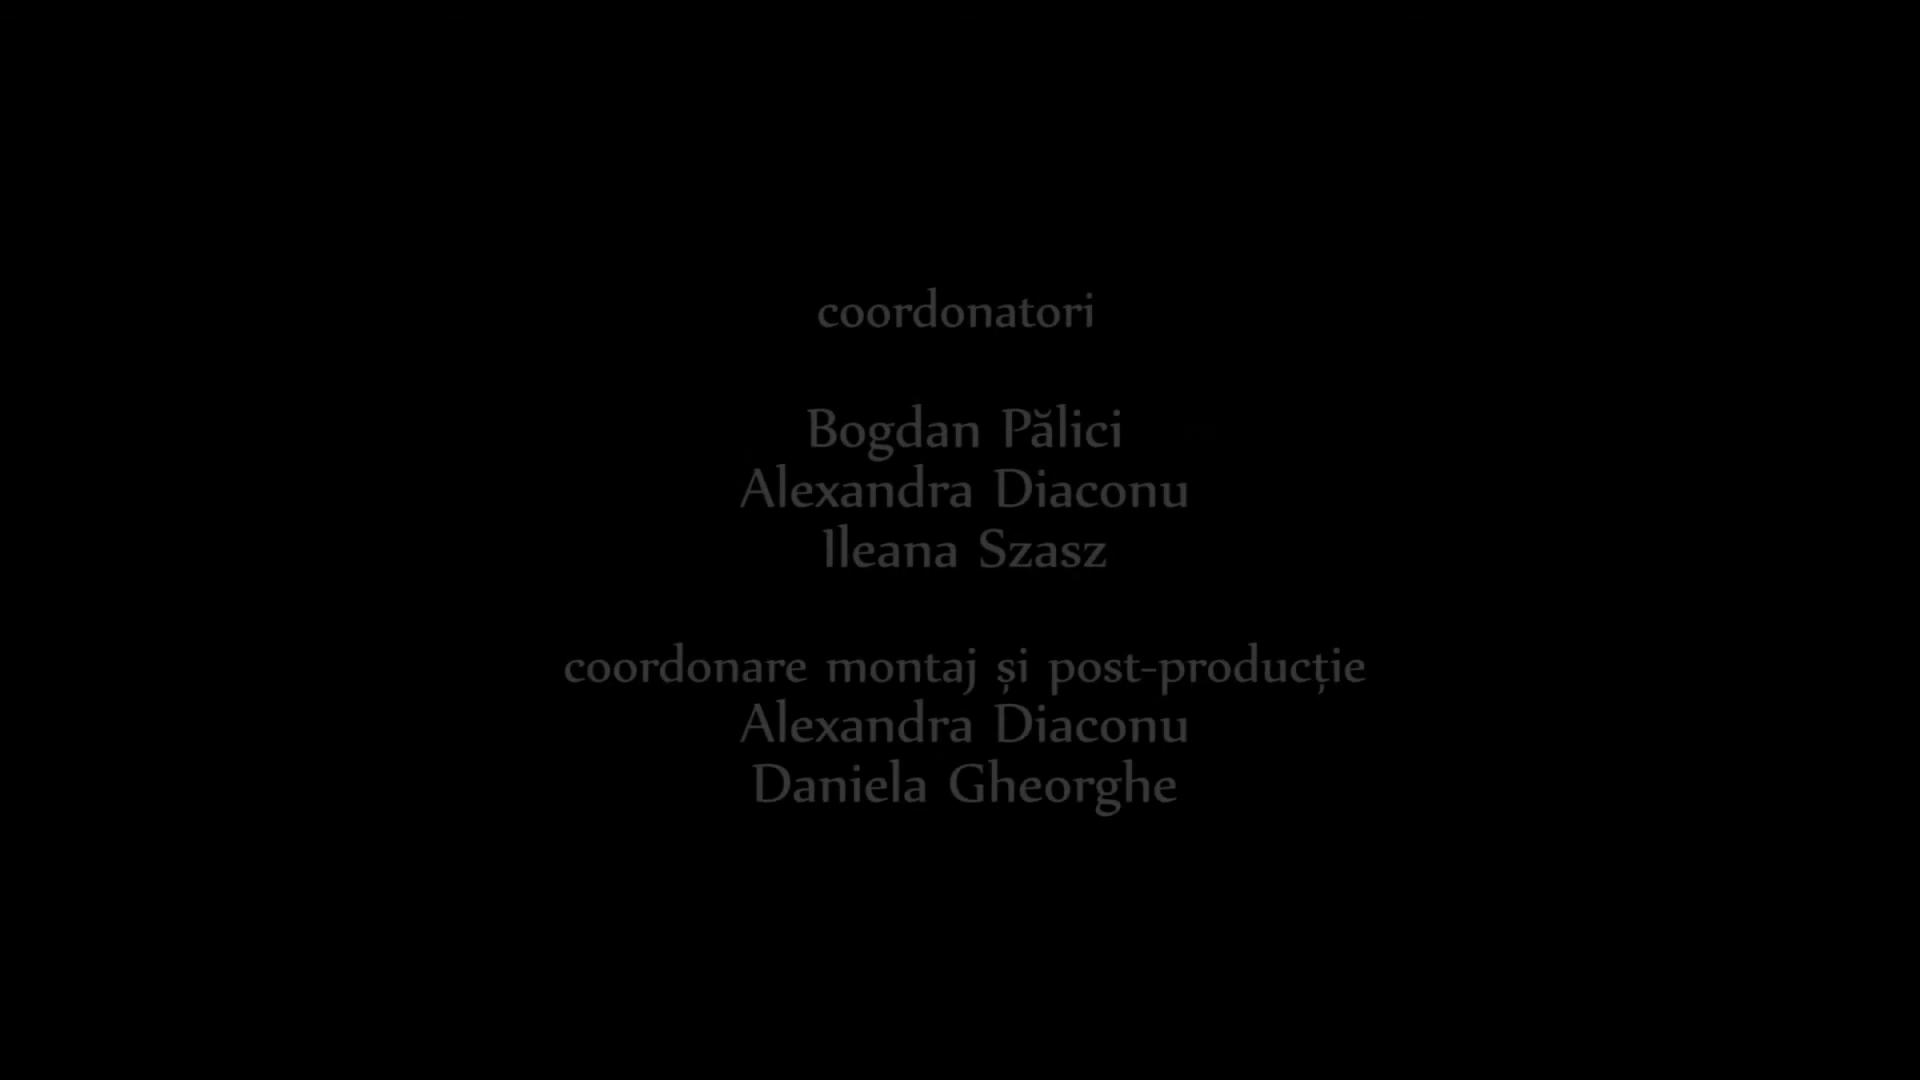 coordonatori
Bogdan Pălici
Alexandra Diaconu
Ileana Szasz
coordonare montaj și post-producție
Alexandra Diaconu
Daniela Gheorghe